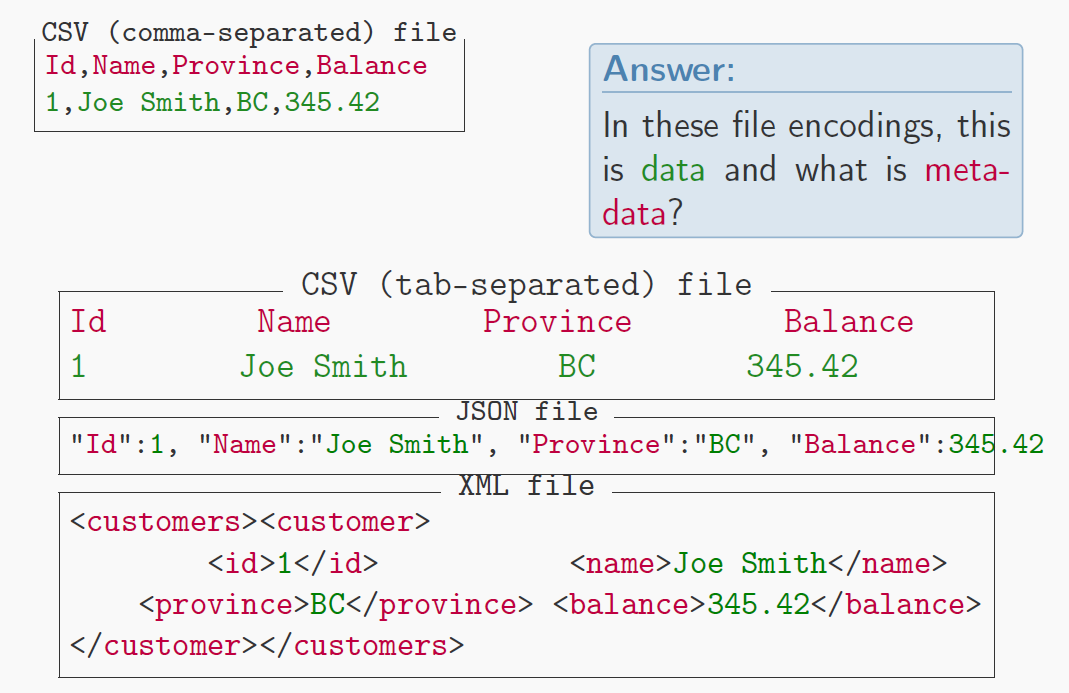 CSV (comma-separated) file
Id,Name,Province,Balance
1,Joe Smith,BC,345.42
Answer:
In these file encodings, this
is data and what is meta-
data?
CSV (tab-separated) file
Id Name Province Balance
1 Joe Smith BC 345.42
JSON file
"Id":1, "Name":"Joe Smith", "Province":"BC", "Balance":345.42
XML file
<customers><customer>
<id>1</id> <name>Joe Smith</name>
<province>BC</province> <balance>345.42</balance>
</customer></customers>